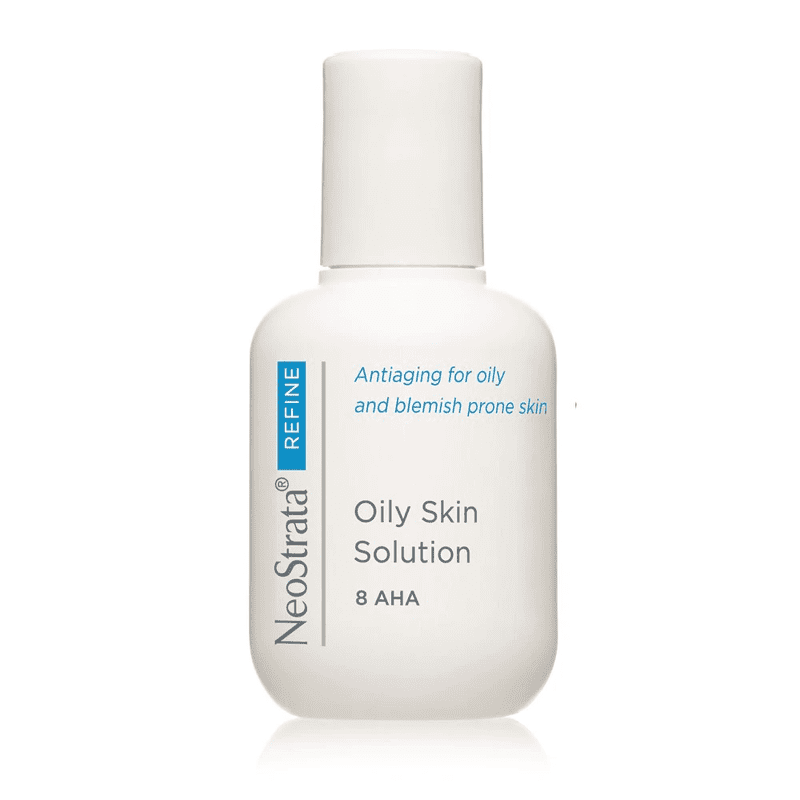 NeoStrata® REFINE
Antiaging for oily
and blemish prone skin
Oily Skin
Solution
8 AHA